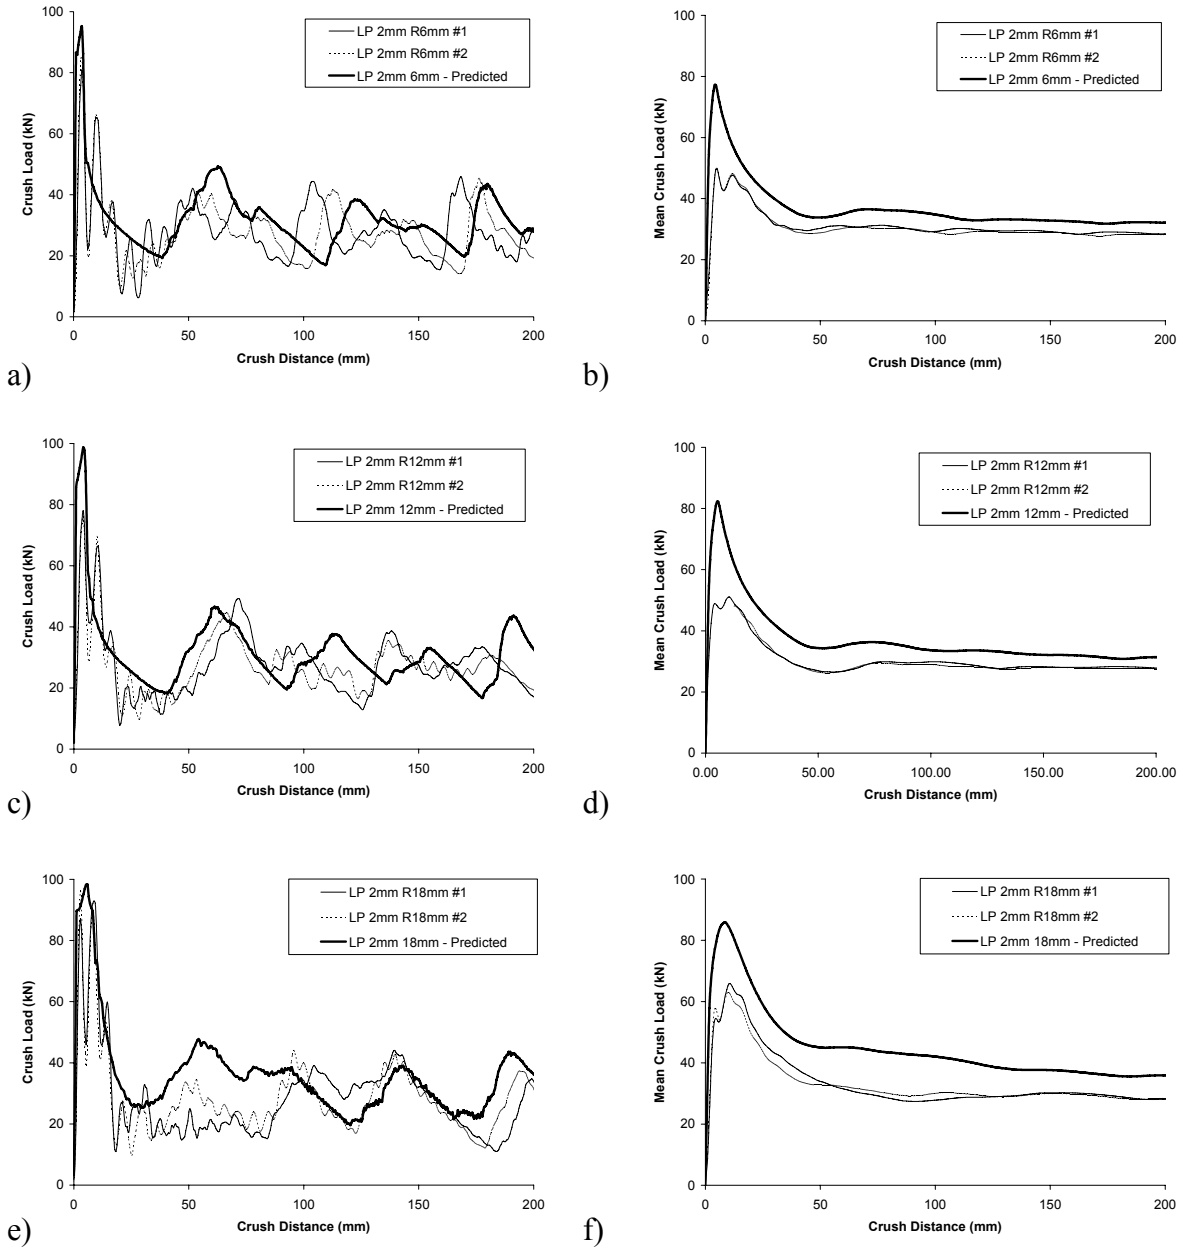 100
80
60
40
20
0
0
50
100
150
200
Crush Load (kN)
Crush Distance (mm)
LP 2mm R6mm #1
LP 2mm R6mm #2
LP 2mm 6mm - Predicted
a)
100
80
60
40
20
0
0
50
100
150
200
Mean Crush Load (kN)
Crush Distance (mm)
LP 2mm R6mm #1
LP 2mm R6mm #2
LP 2mm 6mm - Predicted
b)
100
80
60
40
20
0
0
50
100
150
200
Crush Load (kN)
Crush Distance (mm)
LP 2mm R12mm #1
LP 2mm R12mm #2
LP 2mm 12mm - Predicted
c)
100
80
60
40
20
0
0.00
50.00
100.00
150.00
200.00
Mean Crush Load (kN)
Crush Distance (mm)
LP 2mm R12mm #1
LP 2mm R12mm #2
LP 2mm 12mm - Predicted
d)
100
80
60
40
20
0
0
50
100
150
200
Crush Load (kN)
Crush Distance (mm)
LP 2mm R18mm #1
LP 2mm R18mm #2
LP 2mm 18mm - Predicted
e)
100
80
60
40
20
0
0
50
100
150
200
Mean Crush Load (kN)
Crush Distance (mm)
LP 2mm R18mm #1
LP 2mm R18mm #2
LP 2mm 18mm - Predicted
f)